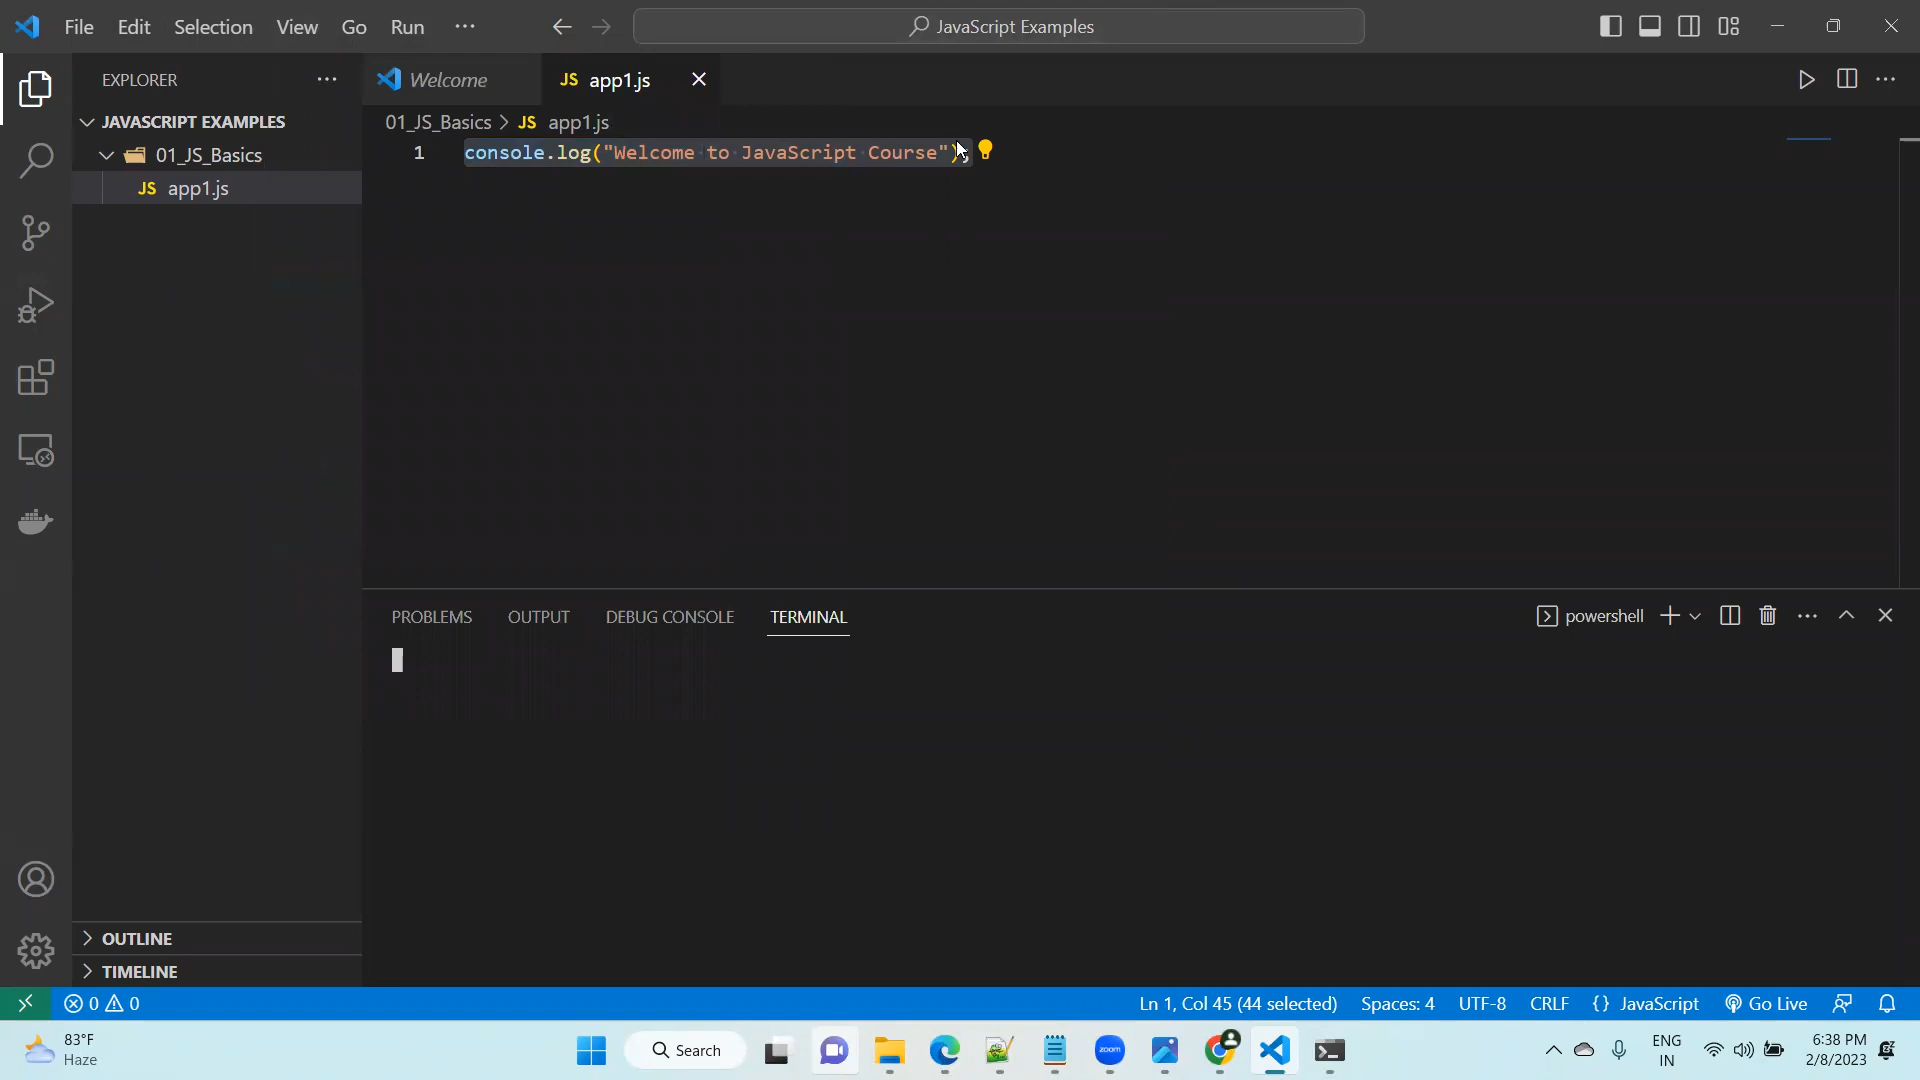 File Edit Selection View Go Run ···
JavaScript Examples
EXPLORER ···
JAVASCRIPT EXAMPLES
01_JS_Basics
JS app1.js
Welcome
JS app1.js
01_JS_Basics > JS app1.js
1 console.log("Welcome to JavaScript Course");
PROBLEMS OUTPUT DEBUG CONSOLE TERMINAL
powershell
OUTLINE
TIMELINE
0 0
Ln 1, Col 45 (44 selected) Spaces: 4 UTF-8 CRLF {} JavaScript Go Live
83°F
Haze
Search
zoom
ENG
IN
6:38 PM
2/8/2023